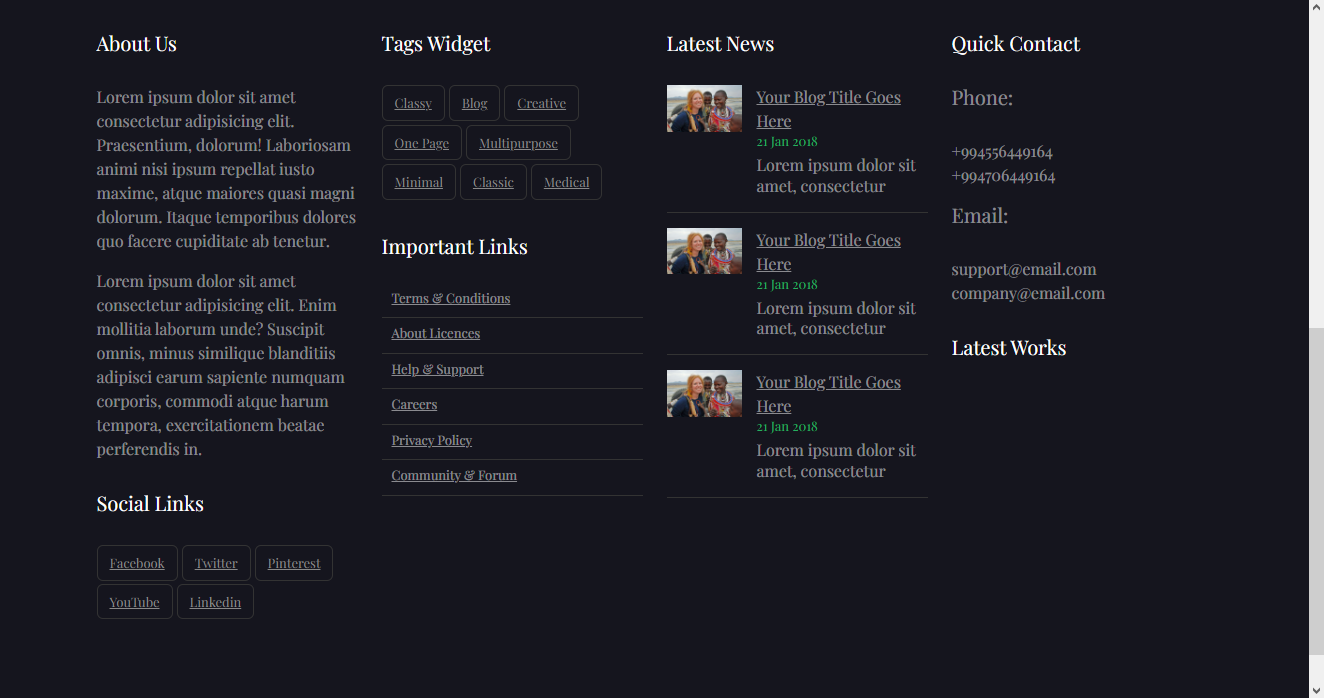 About Us
Lorem ipsum dolor sit amet
consectetur adipisicing elit.
Praesentium, dolorum! Laboriosam
animi nisi ipsum repellat iusto
maxime, atque maiores quasi magni
dolorum. Itaque temporibus dolores
quo facere cupiditate ab tenetur.
Lorem ipsum dolor sit amet
consectetur adipisicing elit. Enim
mollitia laborum unde? Suscipit
omnis, minus similique blanditiis
adipisci earum sapiente numquam
corporis, commodi atque harum
tempora, exercitationem beatae
perferendis in.
Social Links
Facebook Twitter Pinterest
YouTube Linkedin
Tags Widget
Classy Blog Creative
One Page Multipurpose
Minimal Classic Medical
Important Links
Terms & Conditions
About Licences
Help & Support
Careers
Privacy Policy
Community & Forum
Latest News
Your Blog Title Goes
Here
21 Jan 2018
Lorem ipsum dolor sit
amet, consectetur
Your Blog Title Goes
Here
21 Jan 2018
Lorem ipsum dolor sit
amet, consectetur
Your Blog Title Goes
Here
21 Jan 2018
Lorem ipsum dolor sit
amet, consectetur
Quick Contact
Phone:
+994556449164
+994706449164
Email:
support@email.com
company@email.com
Latest Works